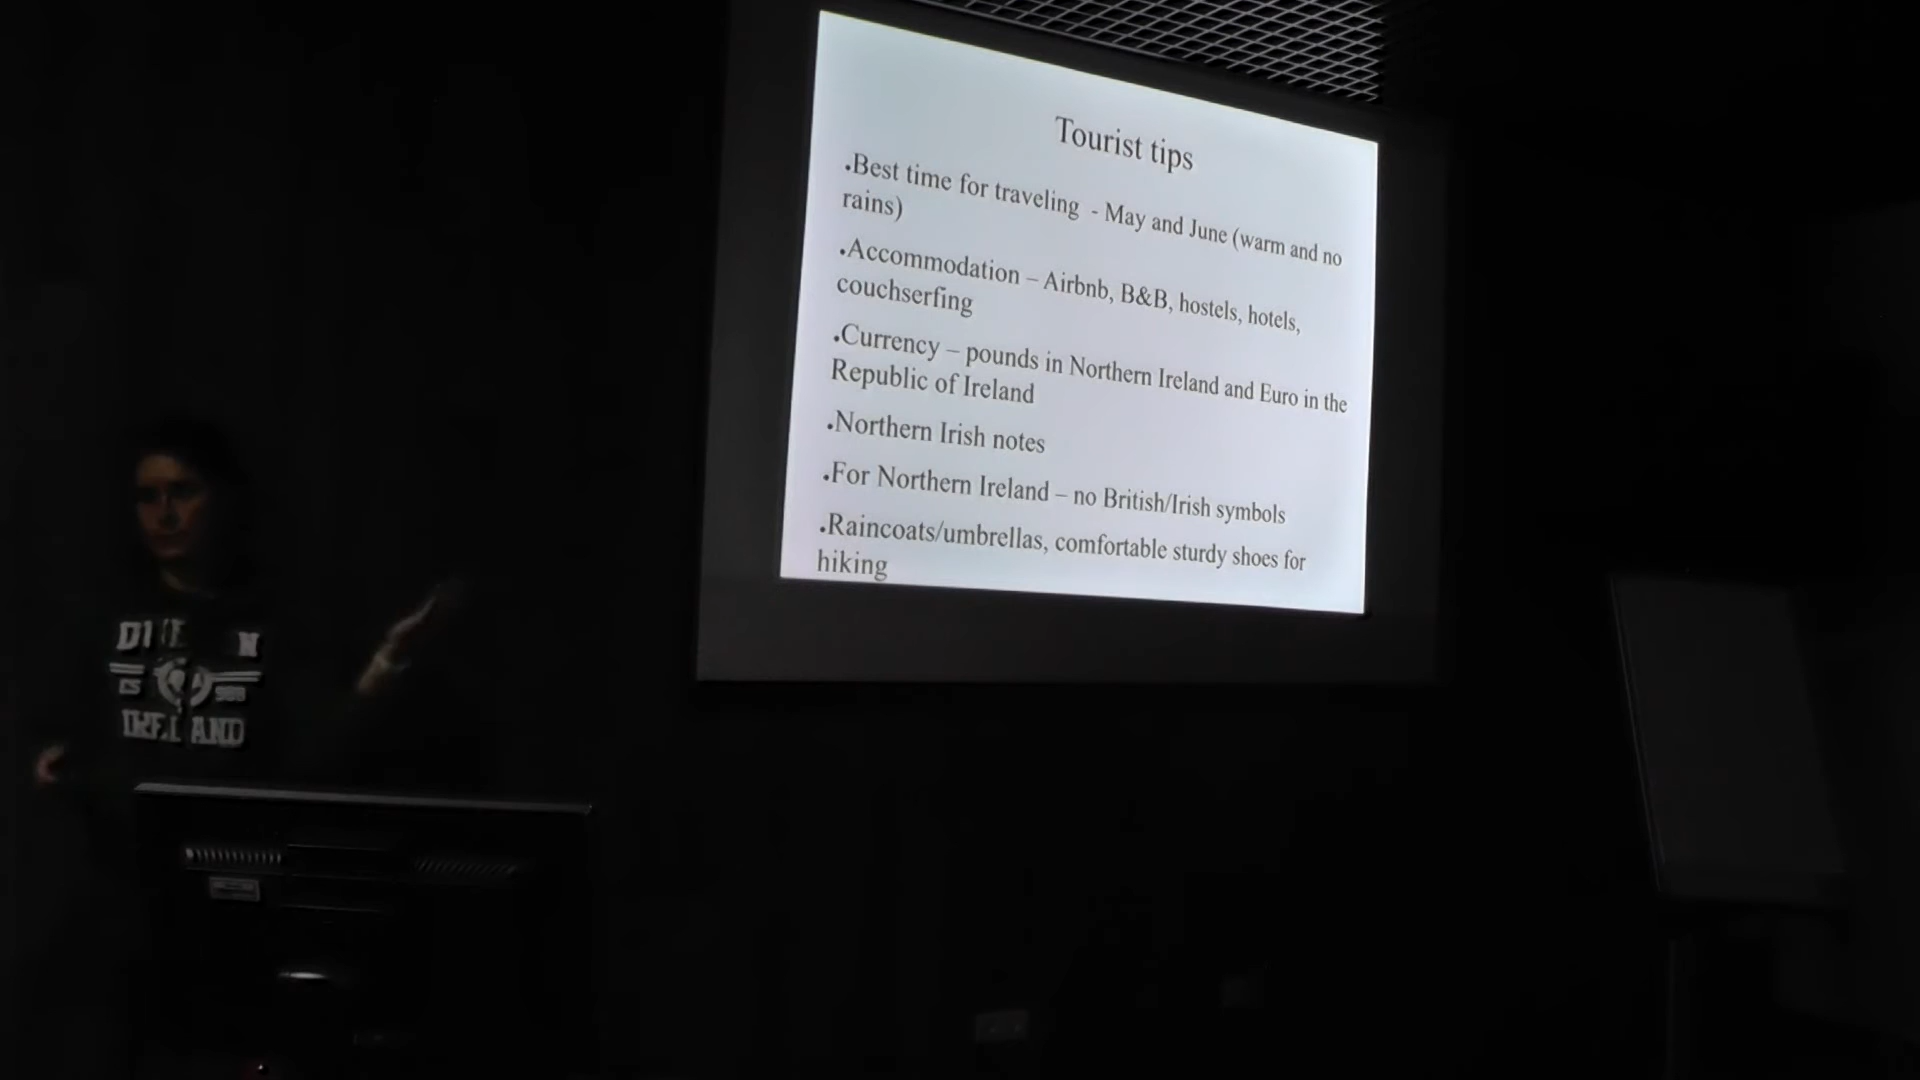 Tourist tips
•Best time for traveling - May and June (warm and no
rains)
•Accommodation – Airbnb, B&B, hostels, hotels,
couchserfing
•Currency – pounds in Northern Ireland and Euro in the
Republic of Ireland
•Northern Irish notes
•For Northern Ireland – no British/Irish symbols
•Raincoats/umbrellas, comfortable sturdy shoes for
hiking
IRELAND